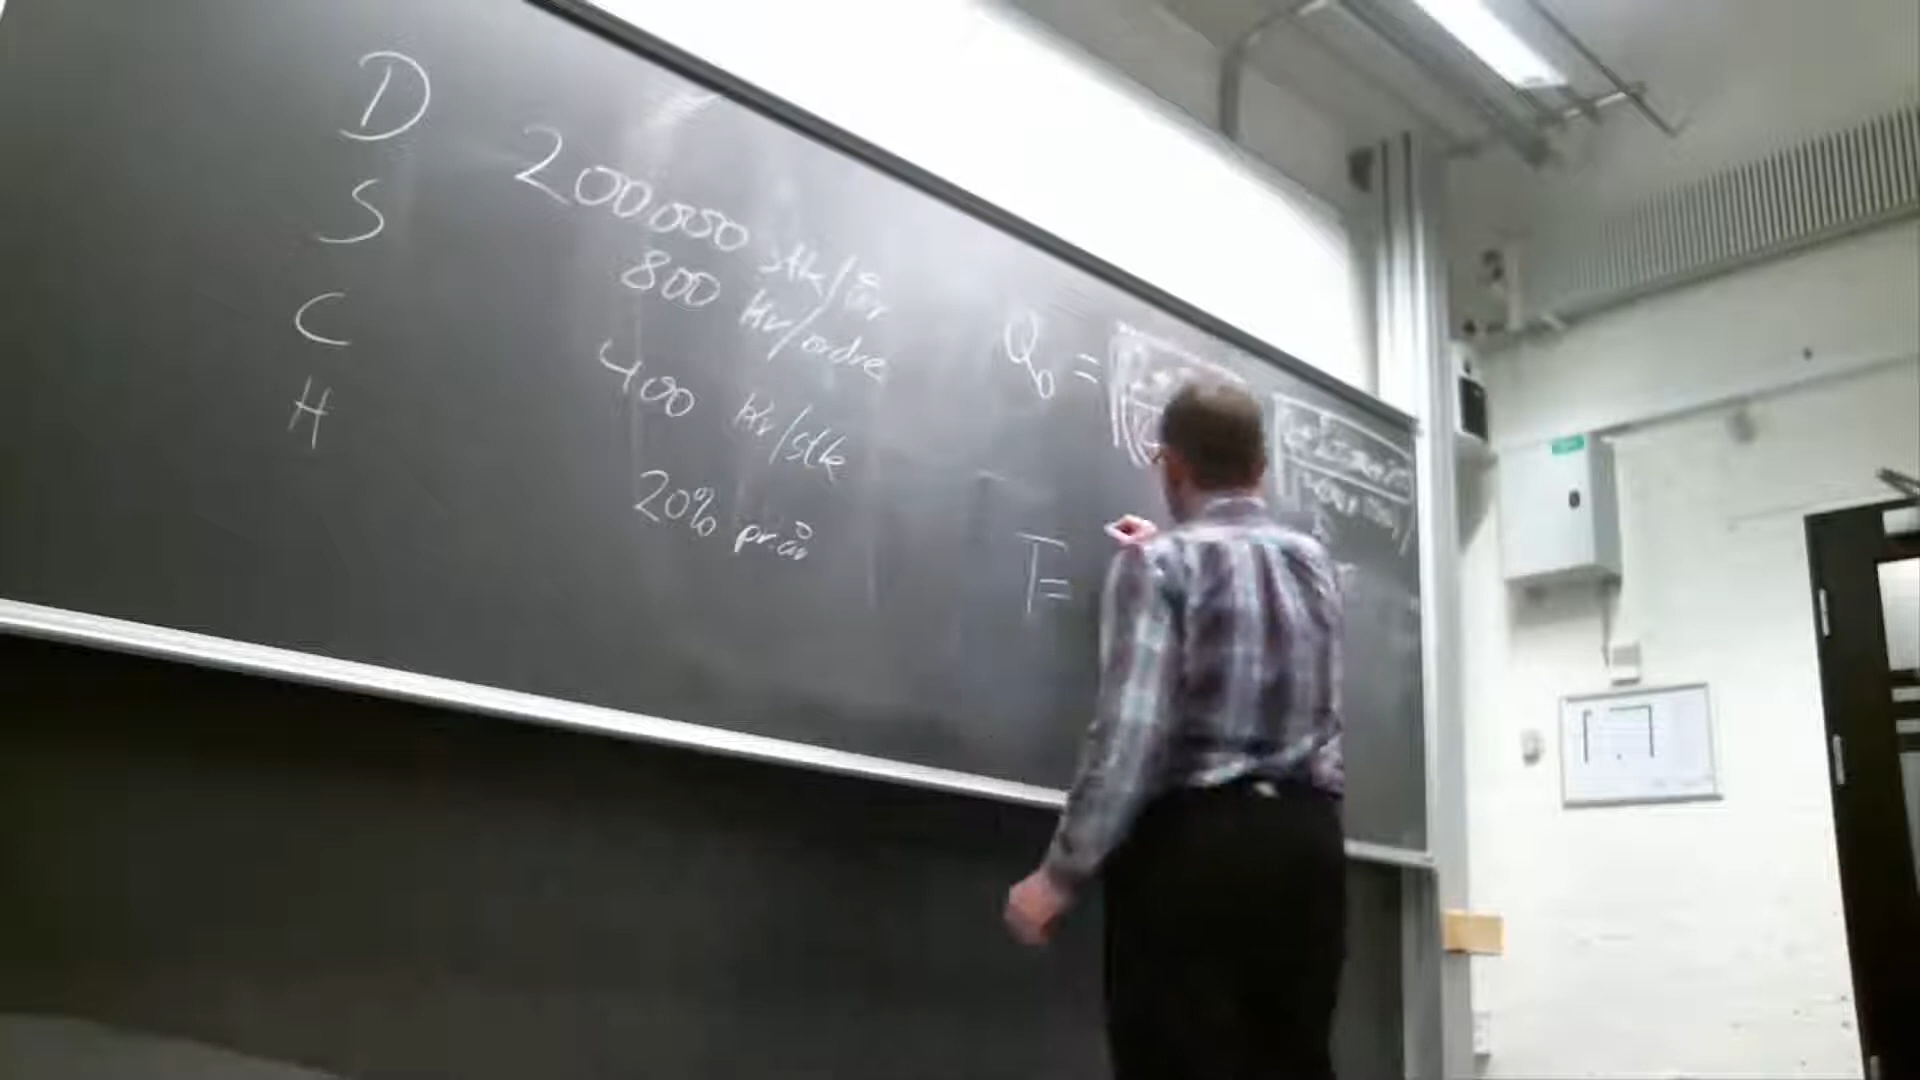 D 200000 stk/år
S 800 kr/ordre
C 400 kr/stk
H 20% pr. år
Q₀ =
T=